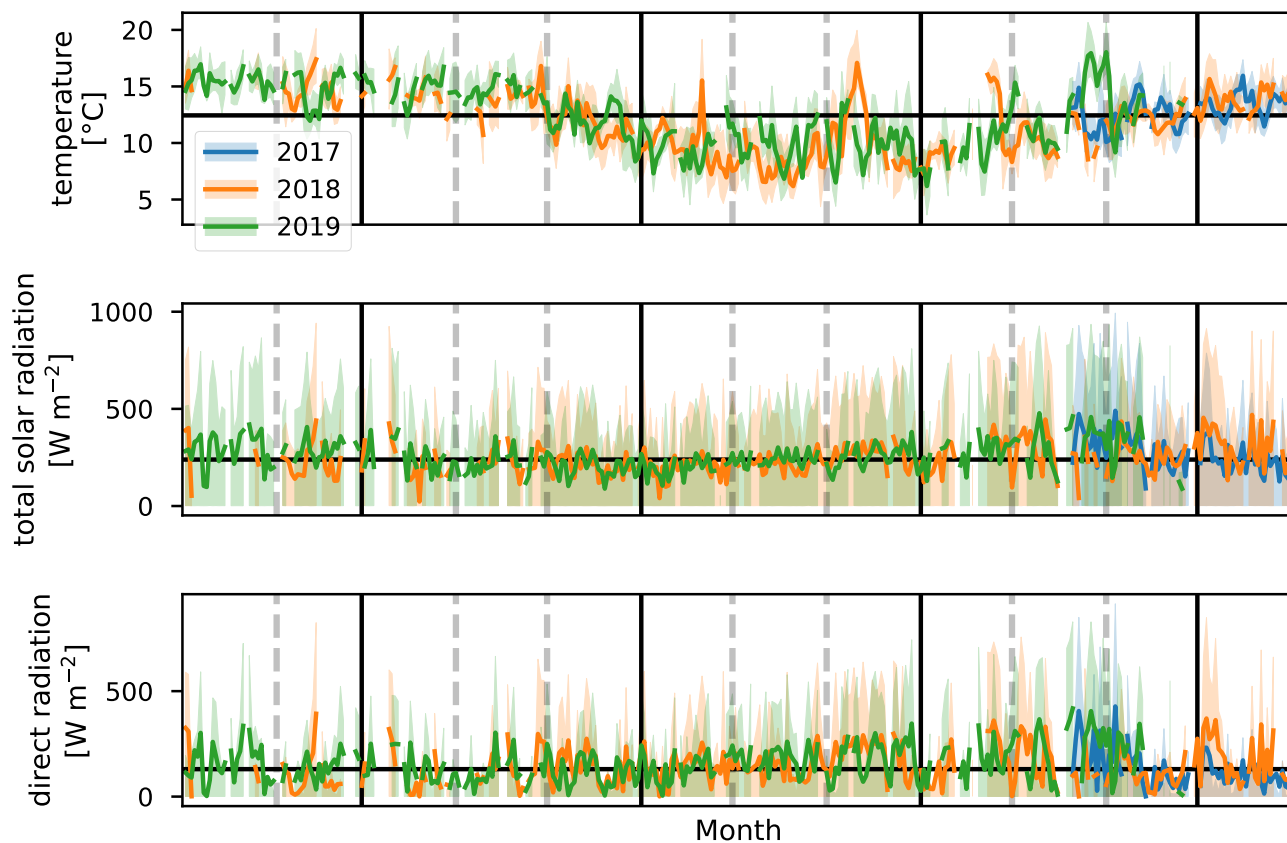 temperature
[°C]
20
15
10
5
2017
2018
2019
total solar radiation
[W m⁻²]
1000
500
0
direct radiation
[W m⁻²]
500
0
Month